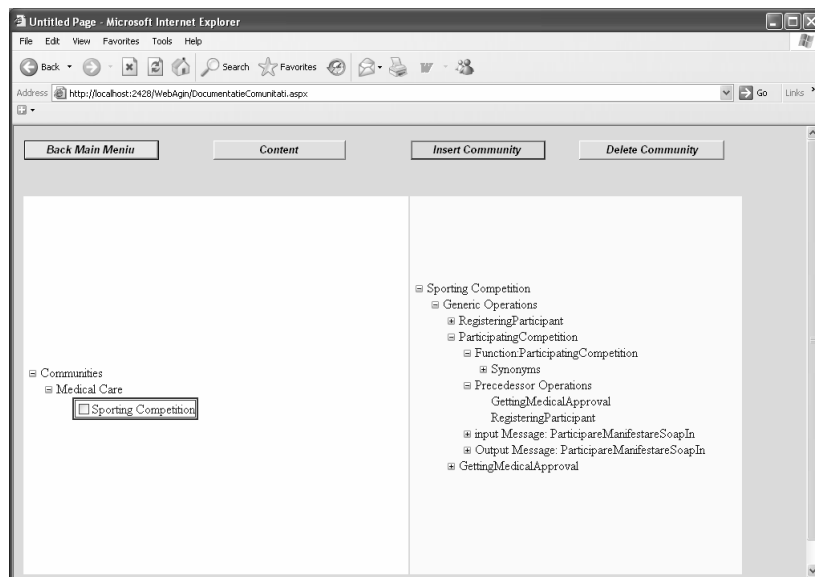 Untitled Page - Microsoft Internet Explorer
File Edit View Favorites Tools Help
Back Search Favorites
Address http://localhost:2428/WebAgin/DocumentatieComunitati.aspx Go Links
Back Main Meniu Content Insert Community Delete Community
Sporting Competition
Generic Operations
RegisteringParticipant
ParticipatingCompetition
Function:ParticipatingCompetition
Synonyms
Precedessor Operations
GettingMedicalApproval
RegisteringParticipant
input Message: ParticipareManifestareSoapIn
Output Message: ParticipareManifestareSoapIn
GettingMedicalApproval
Communities
Medical Care
Sporting Competition